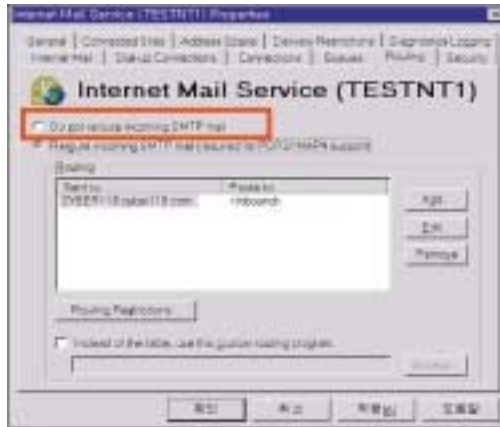 Internet Mail Service (TESTNT1) Properties
General | Connected Sites | Address Space | Delivery Restrictions | Diagnostics Logging
Internet Mail | Dial-up Connections | Connections | Queues | Routing | Security
Internet Mail Service (TESTNT1)
Do not reroute incoming SMTP mail
Reroute incoming SMTP mail (required for POP3/IMAP4 support)
Routing
Sent to Route to
<inbound>
Add...
Edit...
Remove
Routing Restrictions...
Instead of the table, use this custom routing program:
확인 취소 적용(A) 도움말